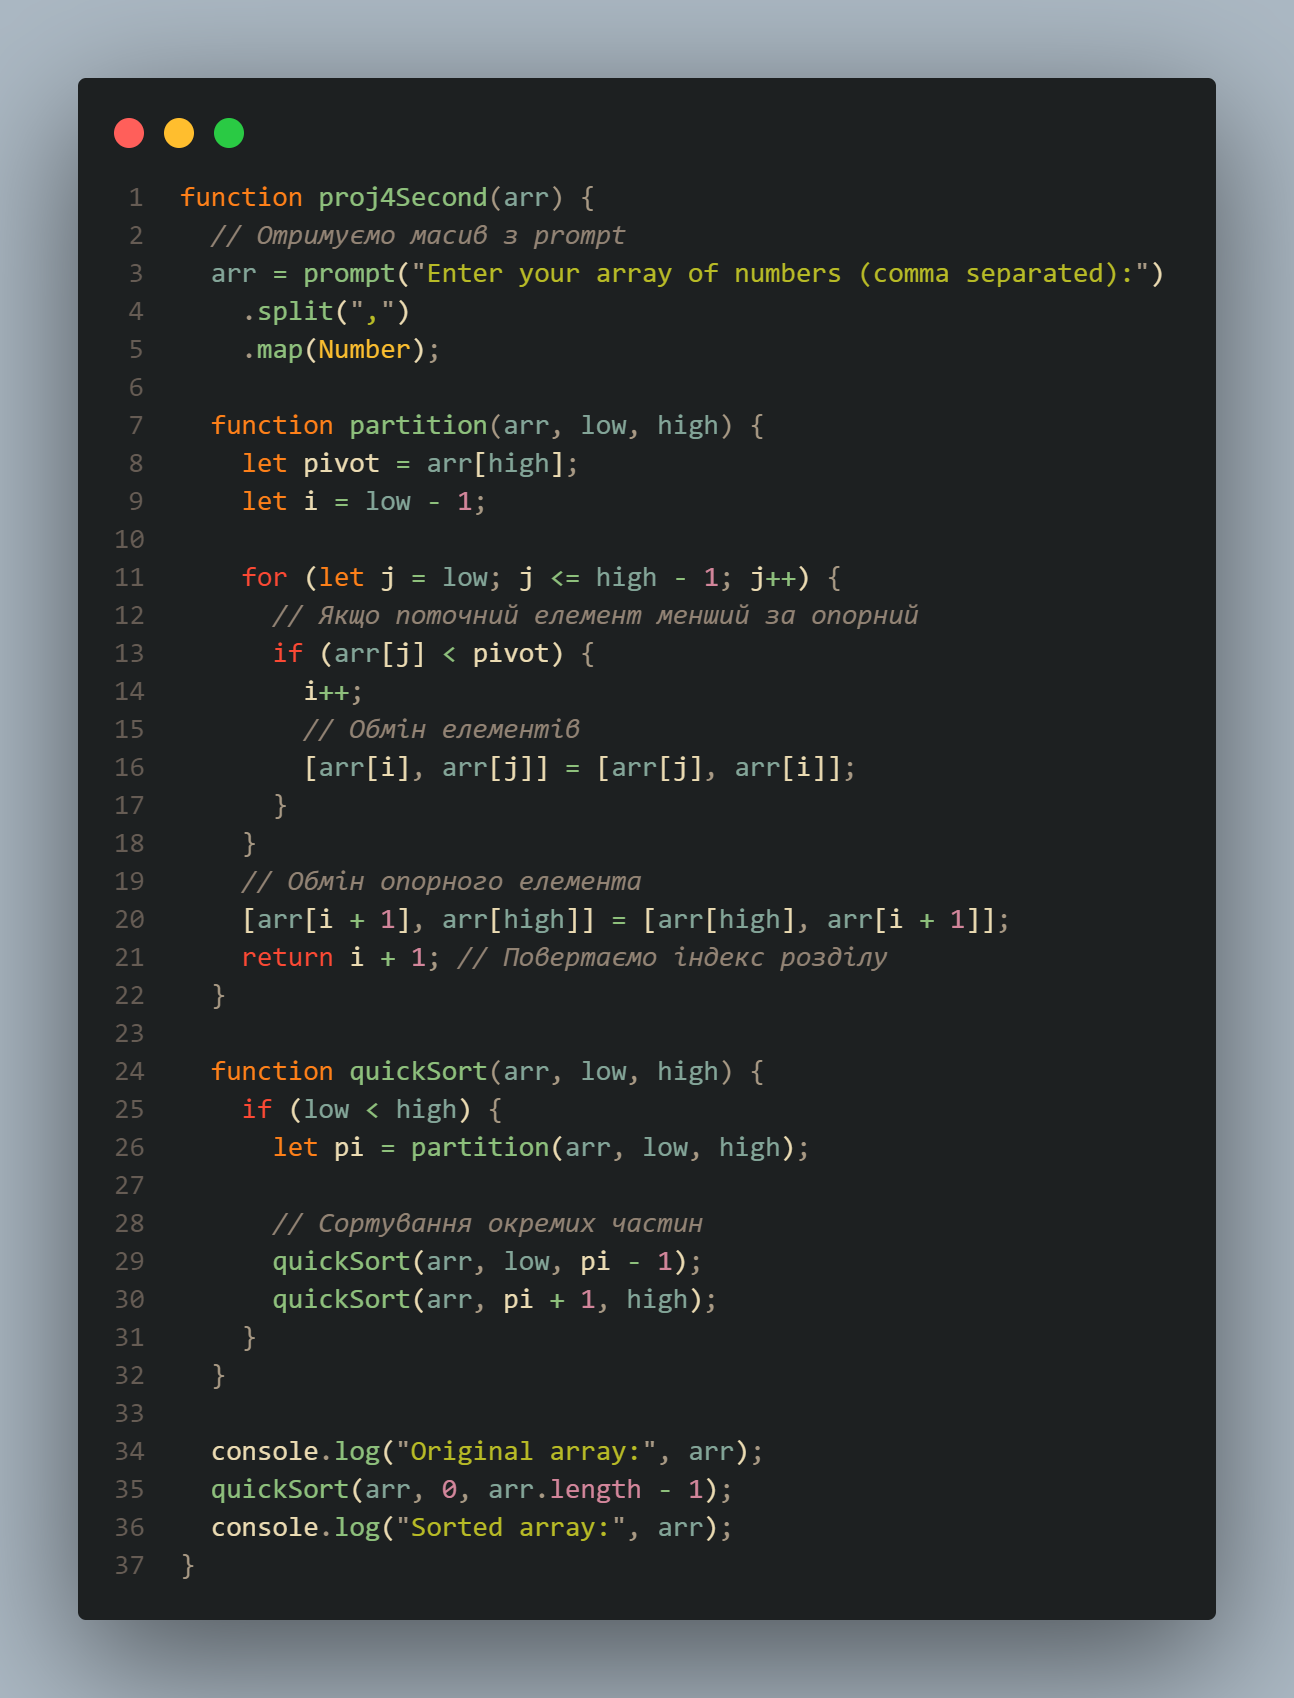 1 function proj4Second(arr) {
2 // Отримуємо масив з prompt
3 arr = prompt("Enter your array of numbers (comma separated):")
4 .split(",")
5 .map(Number);
6
7 function partition(arr, low, high) {
8 let pivot = arr[high];
9 let i = low - 1;
10
11 for (let j = low; j <= high - 1; j++) {
12 // Якщо поточний елемент менший за опорний
13 if (arr[j] < pivot) {
14 i++;
15 // Обмін елементів
16 [arr[i], arr[j]] = [arr[j], arr[i]];
17 }
18 }
19 // Обмін опорного елемента
20 [arr[i + 1], arr[high]] = [arr[high], arr[i + 1]];
21 return i + 1; // Повертаємо індекс розділу
22 }
23
24 function quickSort(arr, low, high) {
25 if (low < high) {
26 let pi = partition(arr, low, high);
27
28 // Сортування окремих частин
29 quickSort(arr, low, pi - 1);
30 quickSort(arr, pi + 1, high);
31 }
32 }
33
34 console.log("Original array:", arr);
35 quickSort(arr, 0, arr.length - 1);
36 console.log("Sorted array:", arr);
37 }